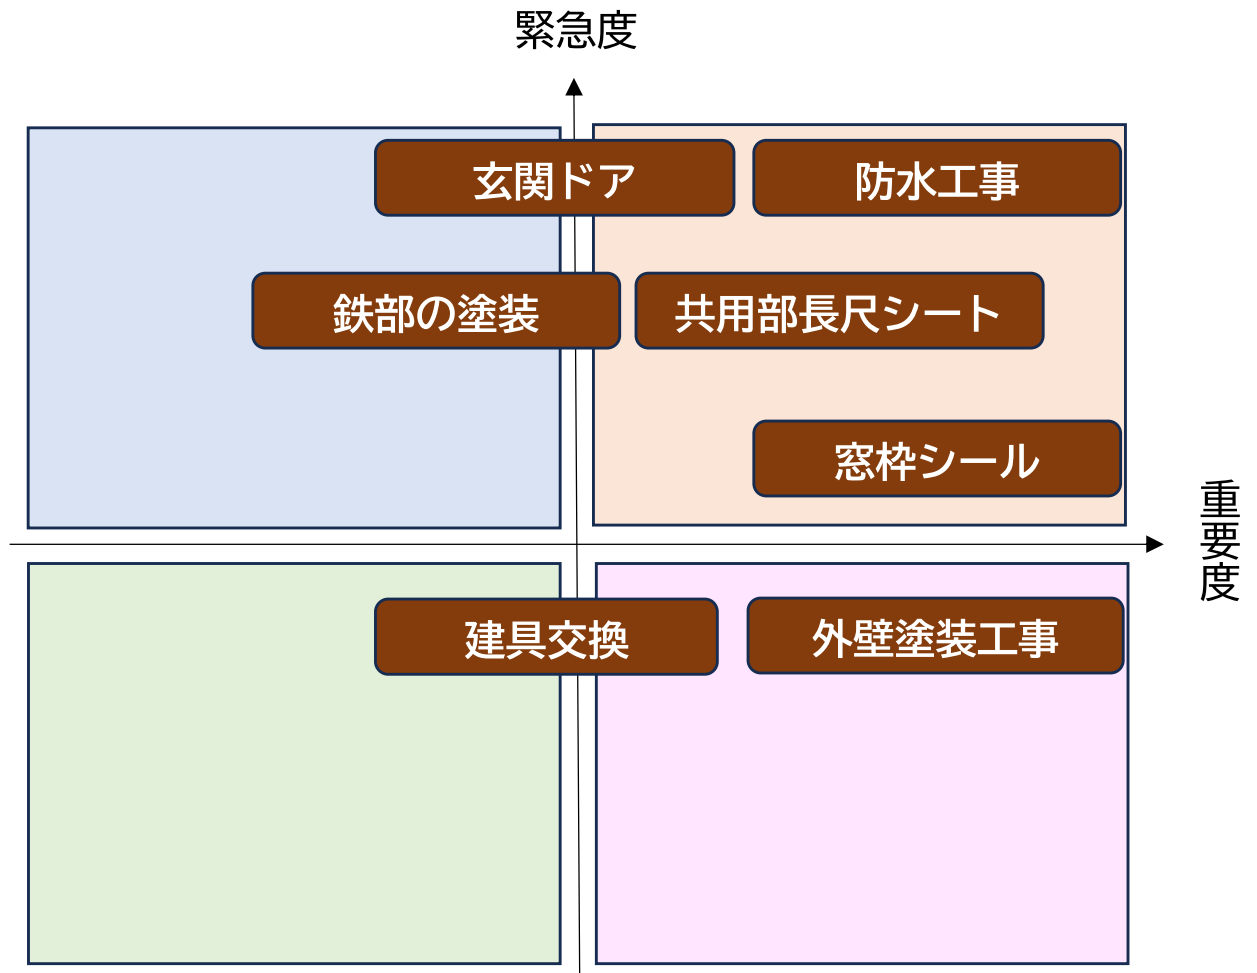 緊急度
玄関ドア
防水工事
鉄部の塗装
共用部長尺シート
窓枠シール
重要度
建具交換
外壁塗装工事